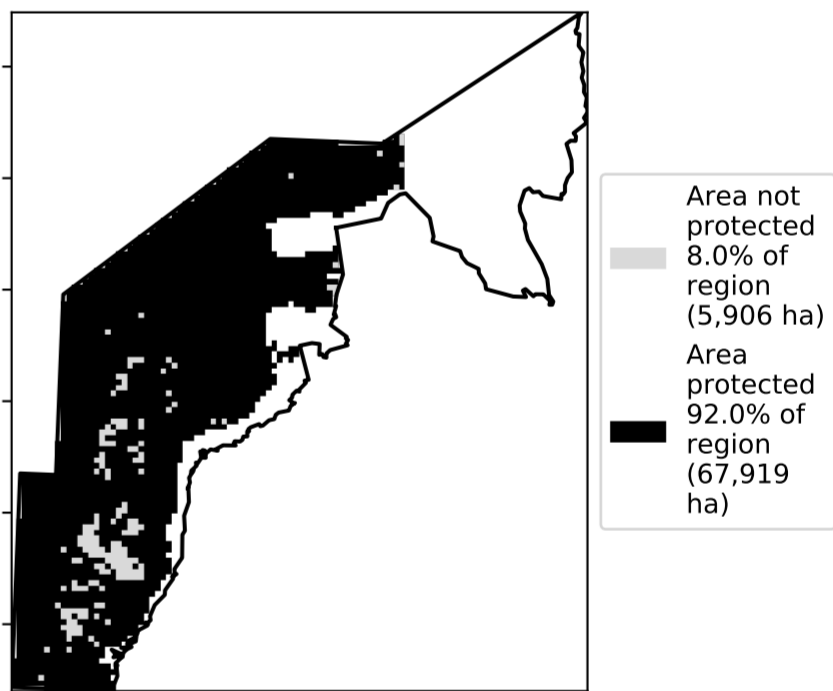 Area not
protected
8.0% of
region
(5,906 ha)
Area
protected
92.0% of
region
(67,919
ha)